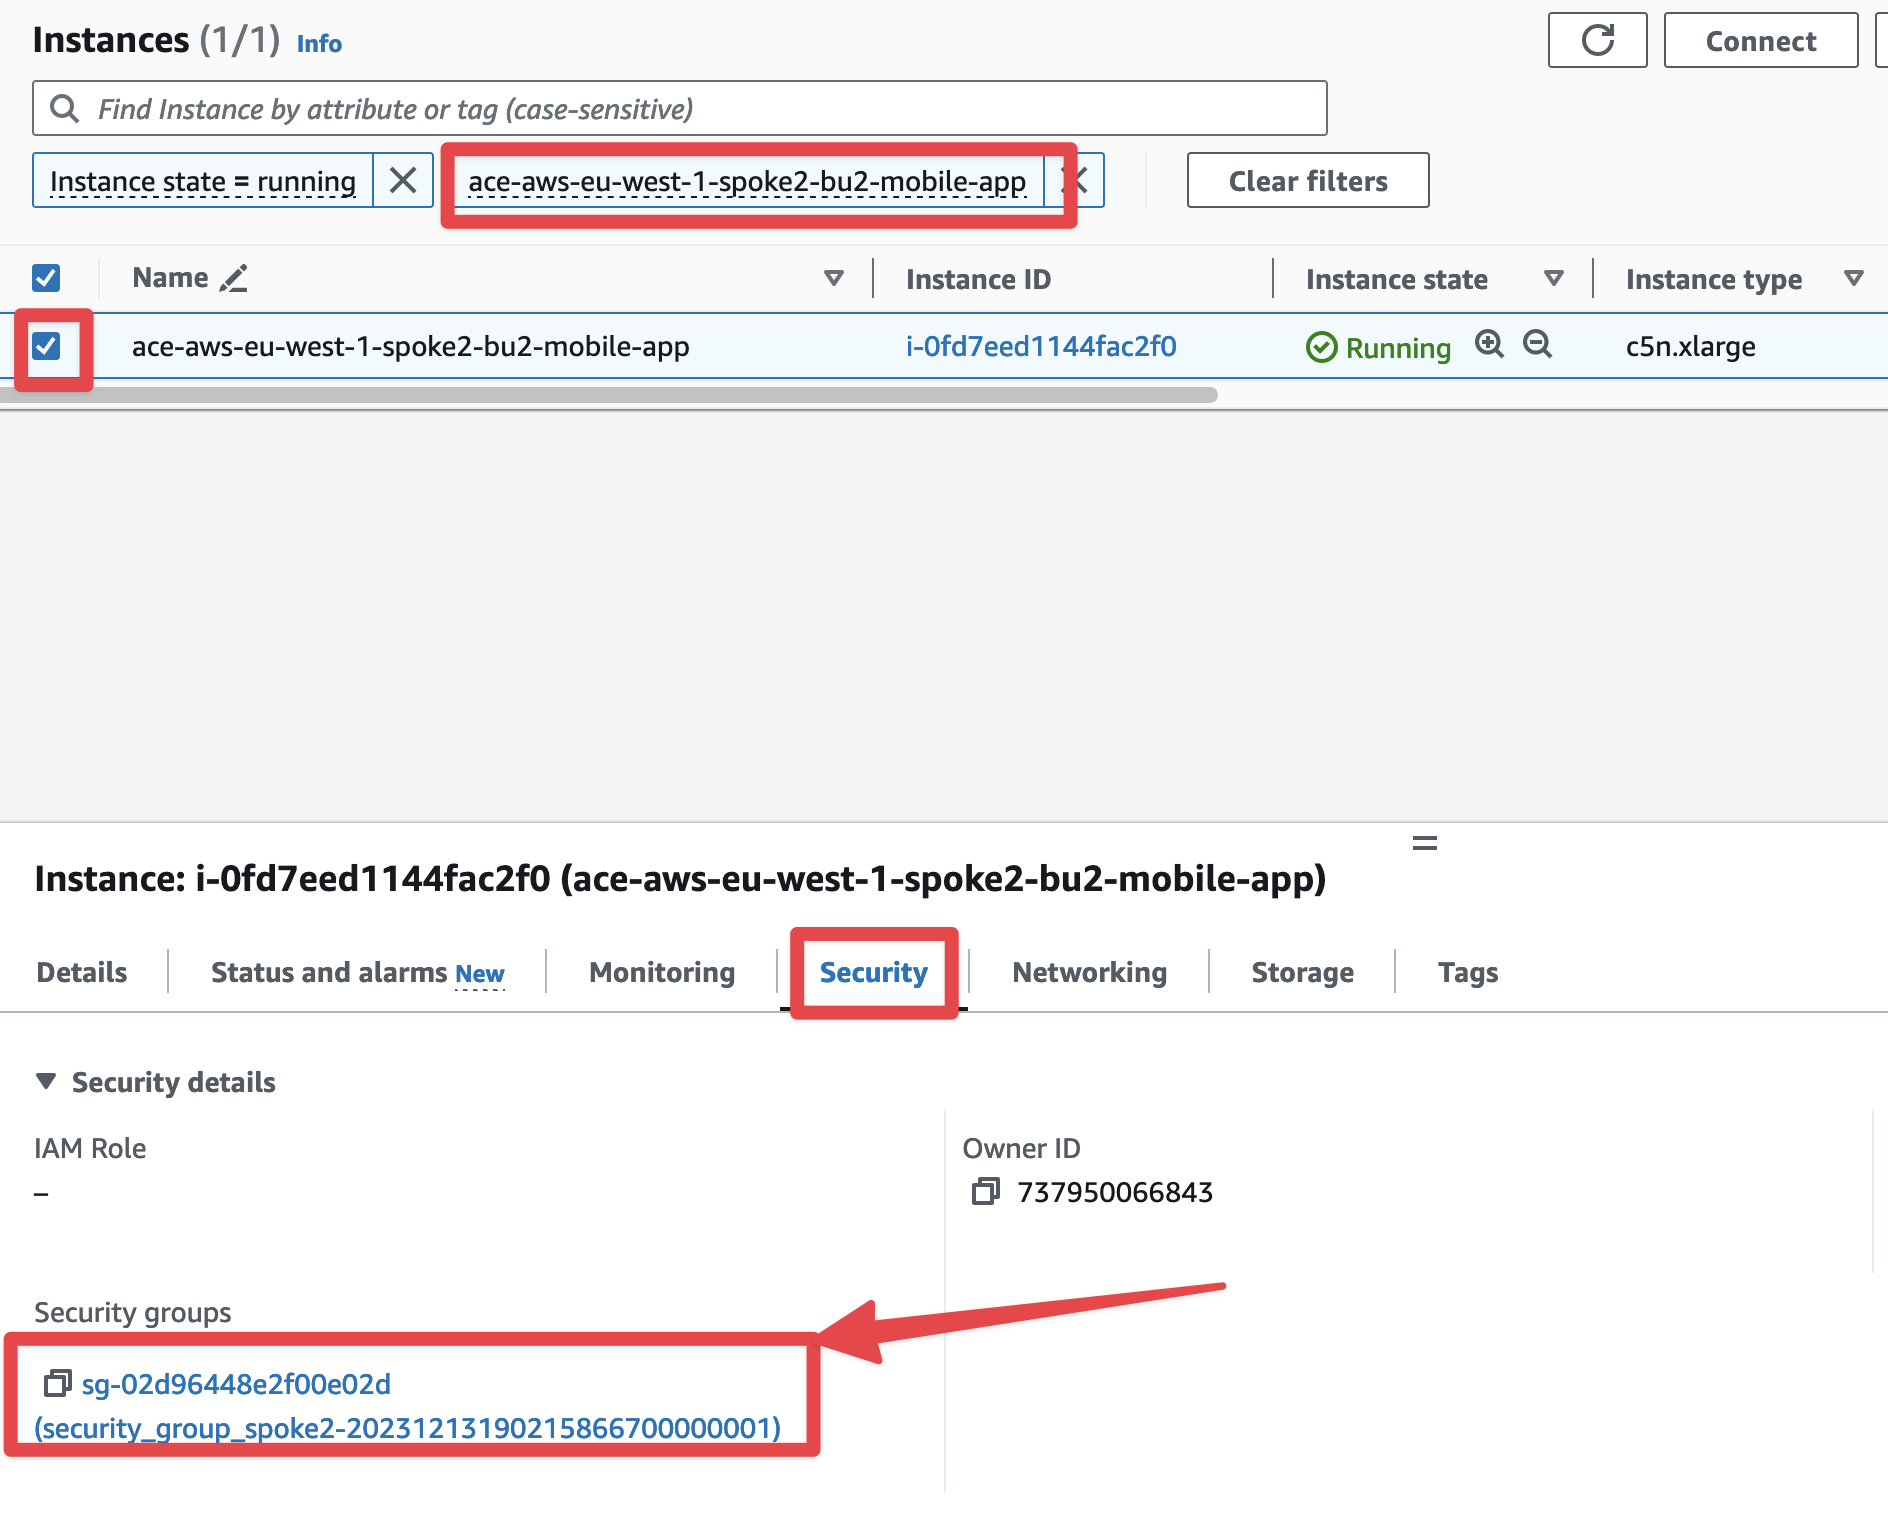 Instances (1/1) Info
Connect
Find Instance by attribute or tag (case-sensitive)
Instance state = running
ace-aws-eu-west-1-spoke2-bu2-mobile-app
Clear filters
Name Instance ID Instance state Instance type
ace-aws-eu-west-1-spoke2-bu2-mobile-app i-0fd7eed1144fac2f0 Running c5n.xlarge
Instance: i-0fd7eed1144fac2f0 (ace-aws-eu-west-1-spoke2-bu2-mobile-app)
Details Status and alarms New Monitoring Security Networking Storage Tags
Security details
IAM Role
–
Owner ID
737950066843
Security groups
sg-02d96448e2f00e02d
(security_group_spoke2-20231213190215866700000001)